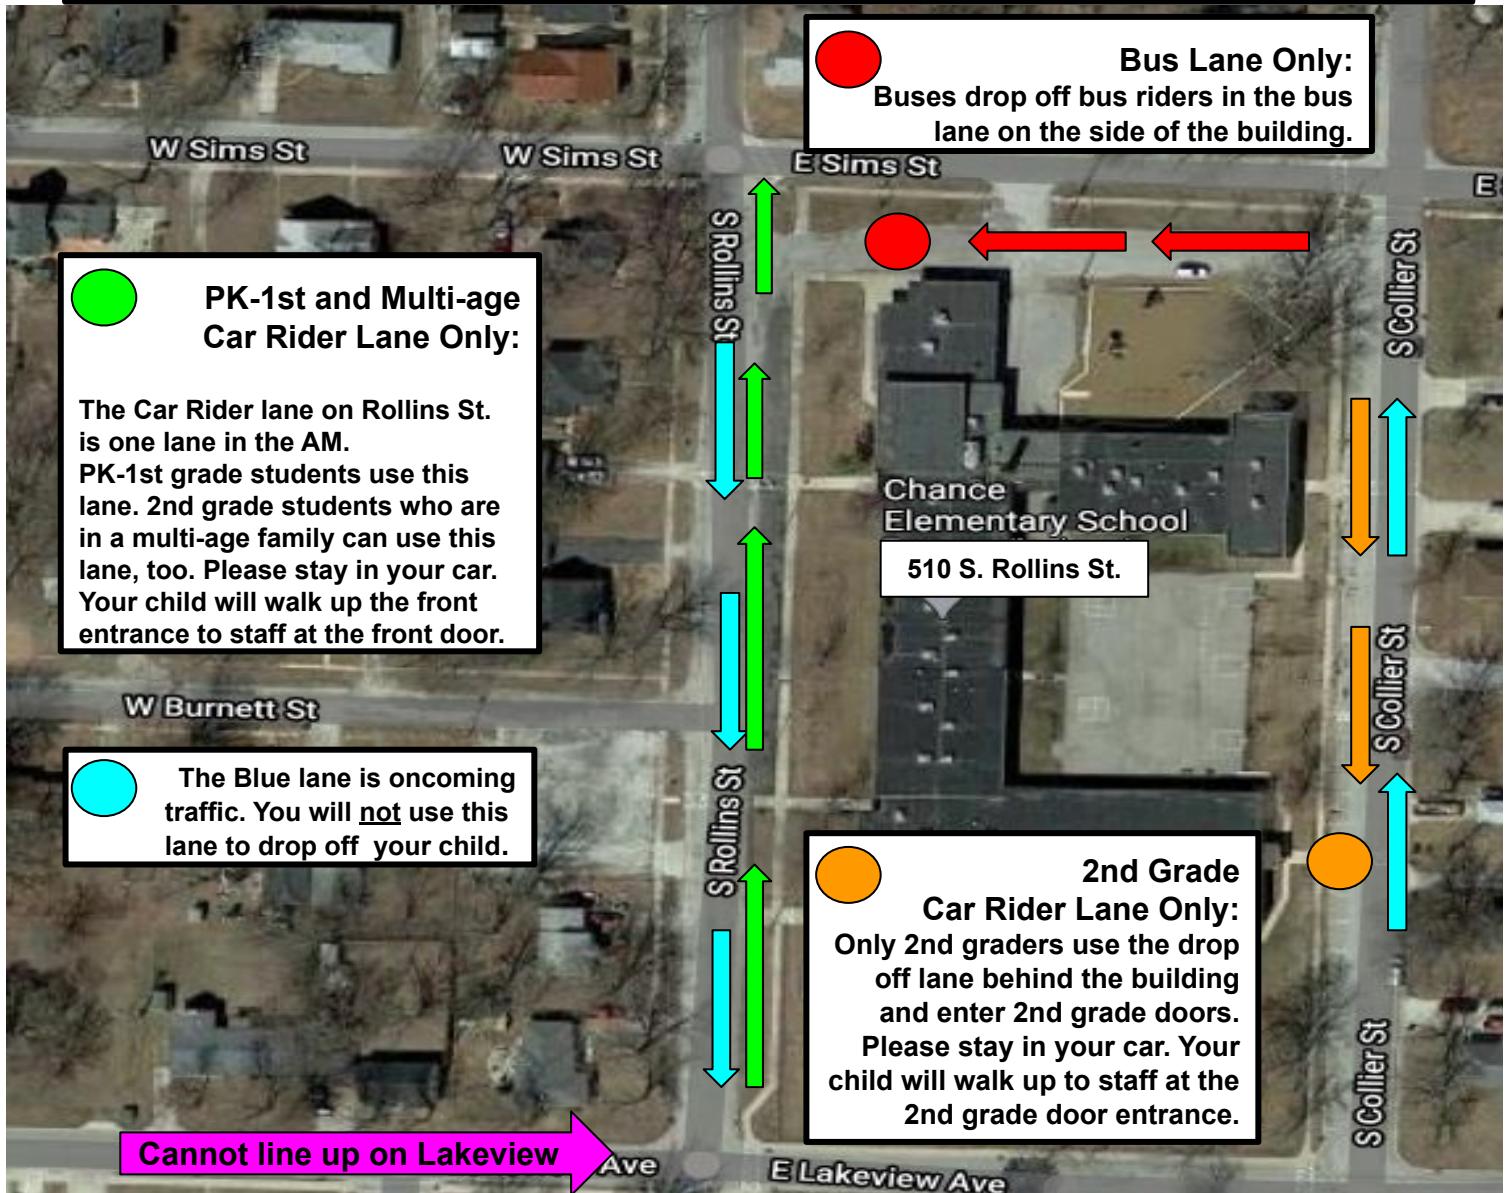 Bus Lane Only:
Buses drop off bus riders in the bus
lane on the side of the building.
W Sims St
W Sims St
E Sims St
E
S Rollins St
S Collier St
PK-1st and Multi-age
Car Rider Lane Only:
The Car Rider lane on Rollins St.
is one lane in the AM.
PK-1st grade students use this
lane. 2nd grade students who are
in a multi-age family can use this
lane, too. Please stay in your car.
Your child will walk up the front
entrance to staff at the front door.
Chance
Elementary School
510 S. Rollins St.
S Collier St
W Burnett St
The Blue lane is oncoming
traffic. You will not use this
lane to drop off  your child.
S Rollins St
2nd Grade
Car Rider Lane Only:
Only 2nd graders use the drop
off lane behind the building
and enter 2nd grade doors.
Please stay in your car. Your
child will walk up to staff at the
2nd grade door entrance.
S Collier St
Cannot line up on Lakeview
Ave
E Lakeview Ave